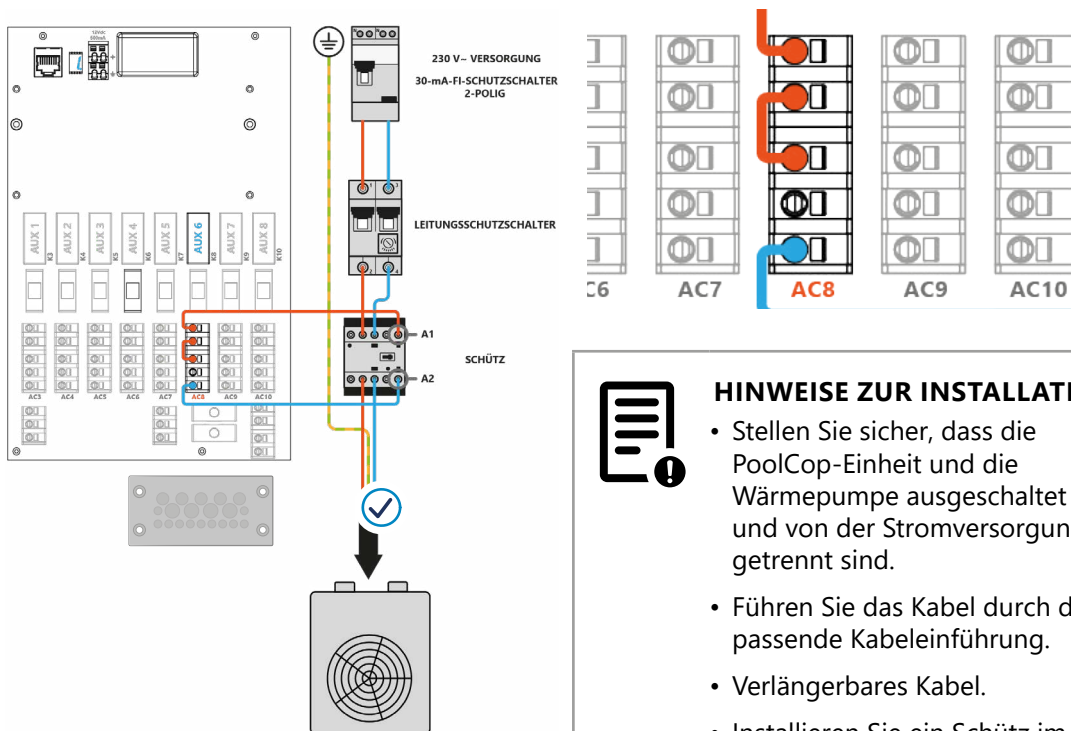 12Vdc
500mA
AUX 1
AUX 2
AUX 3
AUX 4
AUX 5
AUX 6
AUX 7
AUX 8
K3
K4
K5
K6
K7
K8
K9
K10
AC3 AC4 AC5 AC6 AC7 AC8 AC9 AC10
230 V~ VERSORGUNG
30-mA-FI-SCHUTZSCHALTER
2-POLIG
LEITUNGSSCHUTZSCHALTER
A1
SCHÜTZ
A2
C6 AC7 AC8 AC9 AC10
HINWEISE ZUR INSTALLATI
• Stellen Sie sicher, dass die
PoolCop-Einheit und die
Wärmepumpe ausgeschaltet
und von der Stromversorgun
getrennt sind.
• Führen Sie das Kabel durch d
passende Kabeleinführung.
• Verlängerbares Kabel.
• Installieren Sie ein Schütz im